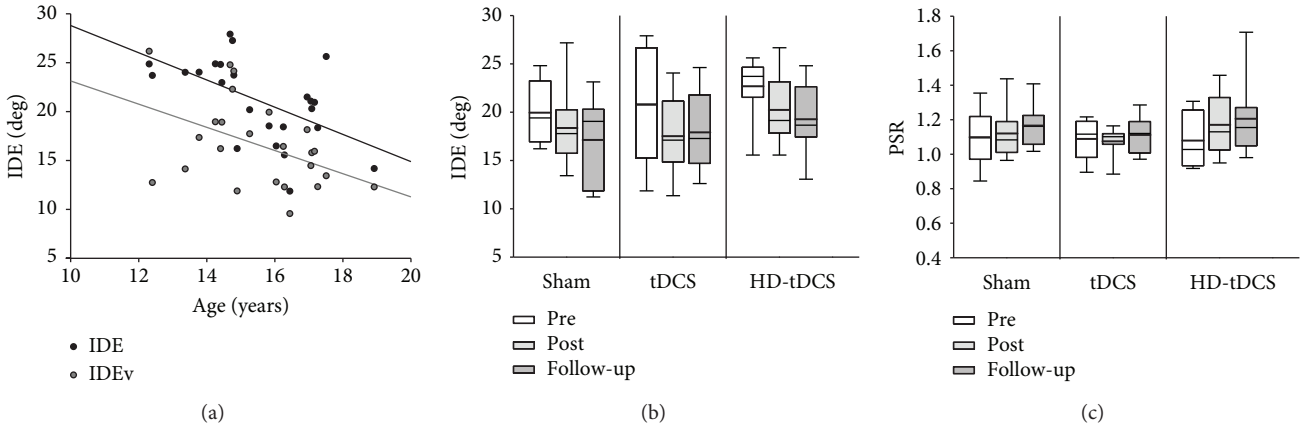 30
25
20
15
10
5
IDE (deg)
10 12 14 16 18 20
Age (years)
IDE
IDEv
(a)
30
25
20
15
10
5
IDE (deg)
Sham tDCS HD-tDCS
Pre
Post
Follow-up
(b)
1.8
1.6
1.4
1.2
1.0
0.8
0.6
0.4
PSR
Sham tDCS HD-tDCS
Pre
Post
Follow-up
(c)